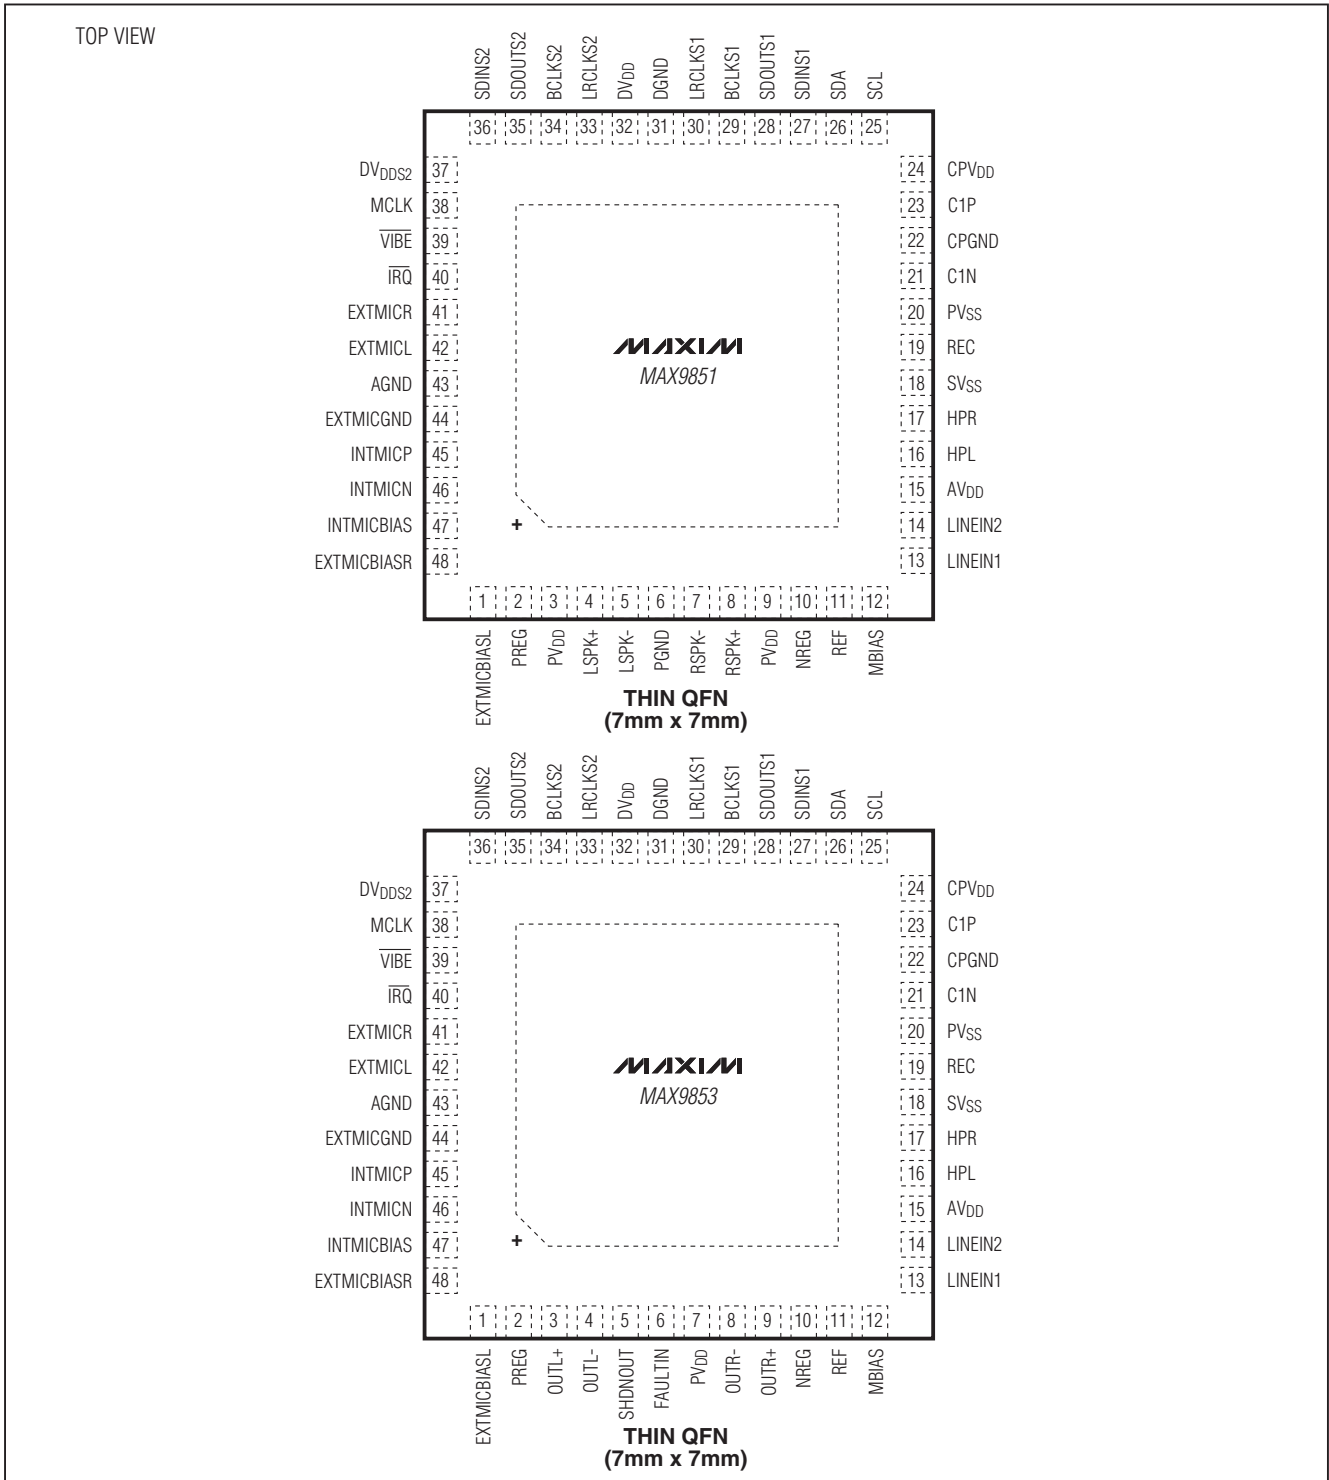 TOP VIEW
SDINS2 SDOUTS2 BCLKS2 LRCLKS2 DVDD DGND LRCLKS1 BCLKS1 SDOUTS1 SDINS1 SDA SCL
36 35 34 33 32 31 30 29 28 27 26 25
DVDDS2 37 24 CPVDD
MCLK 38 23 C1P
VIBE 39 22 CPGND
IRQ 40 21 C1N
EXTMICR 41 20 PVSS
EXTMICL 42 19 REC
MAXIM
MAX9851
AGND 43 18 SVSS
EXTMICGND 44 17 HPR
INTMICP 45 16 HPL
INTMICN 46 15 AVDD
INTMICBIAS 47 + 14 LINEIN2
EXTMICBIASR 48 13 LINEIN1
1 2 3 4 5 6 7 8 9 10 11 12
EXTMICBIASL PREG PVDD LSPK+ LSPK- PGND RSPK- RSPK+ PVDD NREG REF MBIAS
THIN QFN
(7mm x 7mm)
SDINS2 SDOUTS2 BCLKS2 LRCLKS2 DVDD DGND LRCLKS1 BCLKS1 SDOUTS1 SDINS1 SDA SCL
36 35 34 33 32 31 30 29 28 27 26 25
DVDDS2 37 24 CPVDD
MCLK 38 23 C1P
VIBE 39 22 CPGND
IRQ 40 21 C1N
EXTMICR 41 20 PVSS
EXTMICL 42 19 REC
MAXIM
MAX9853
AGND 43 18 SVSS
EXTMICGND 44 17 HPR
INTMICP 45 16 HPL
INTMICN 46 15 AVDD
INTMICBIAS 47 + 14 LINEIN2
EXTMICBIASR 48 13 LINEIN1
1 2 3 4 5 6 7 8 9 10 11 12
EXTMICBIASL PREG OUTL+ OUTL- SHDNOUT FAULTIN PVDD OUTR- OUTR+ NREG REF MBIAS
THIN QFN
(7mm x 7mm)